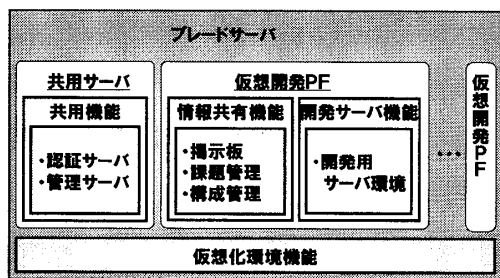 ブレードサーバ
共用サーバ
共用機能
・認証サーバ
・管理サーバ
仮想開発PF
情報共有機能
・掲示板
・課題管理
・構成管理
開発サーバ機能
・開発用
サーバ環境
…
仮想開発PF
仮想化環境機能